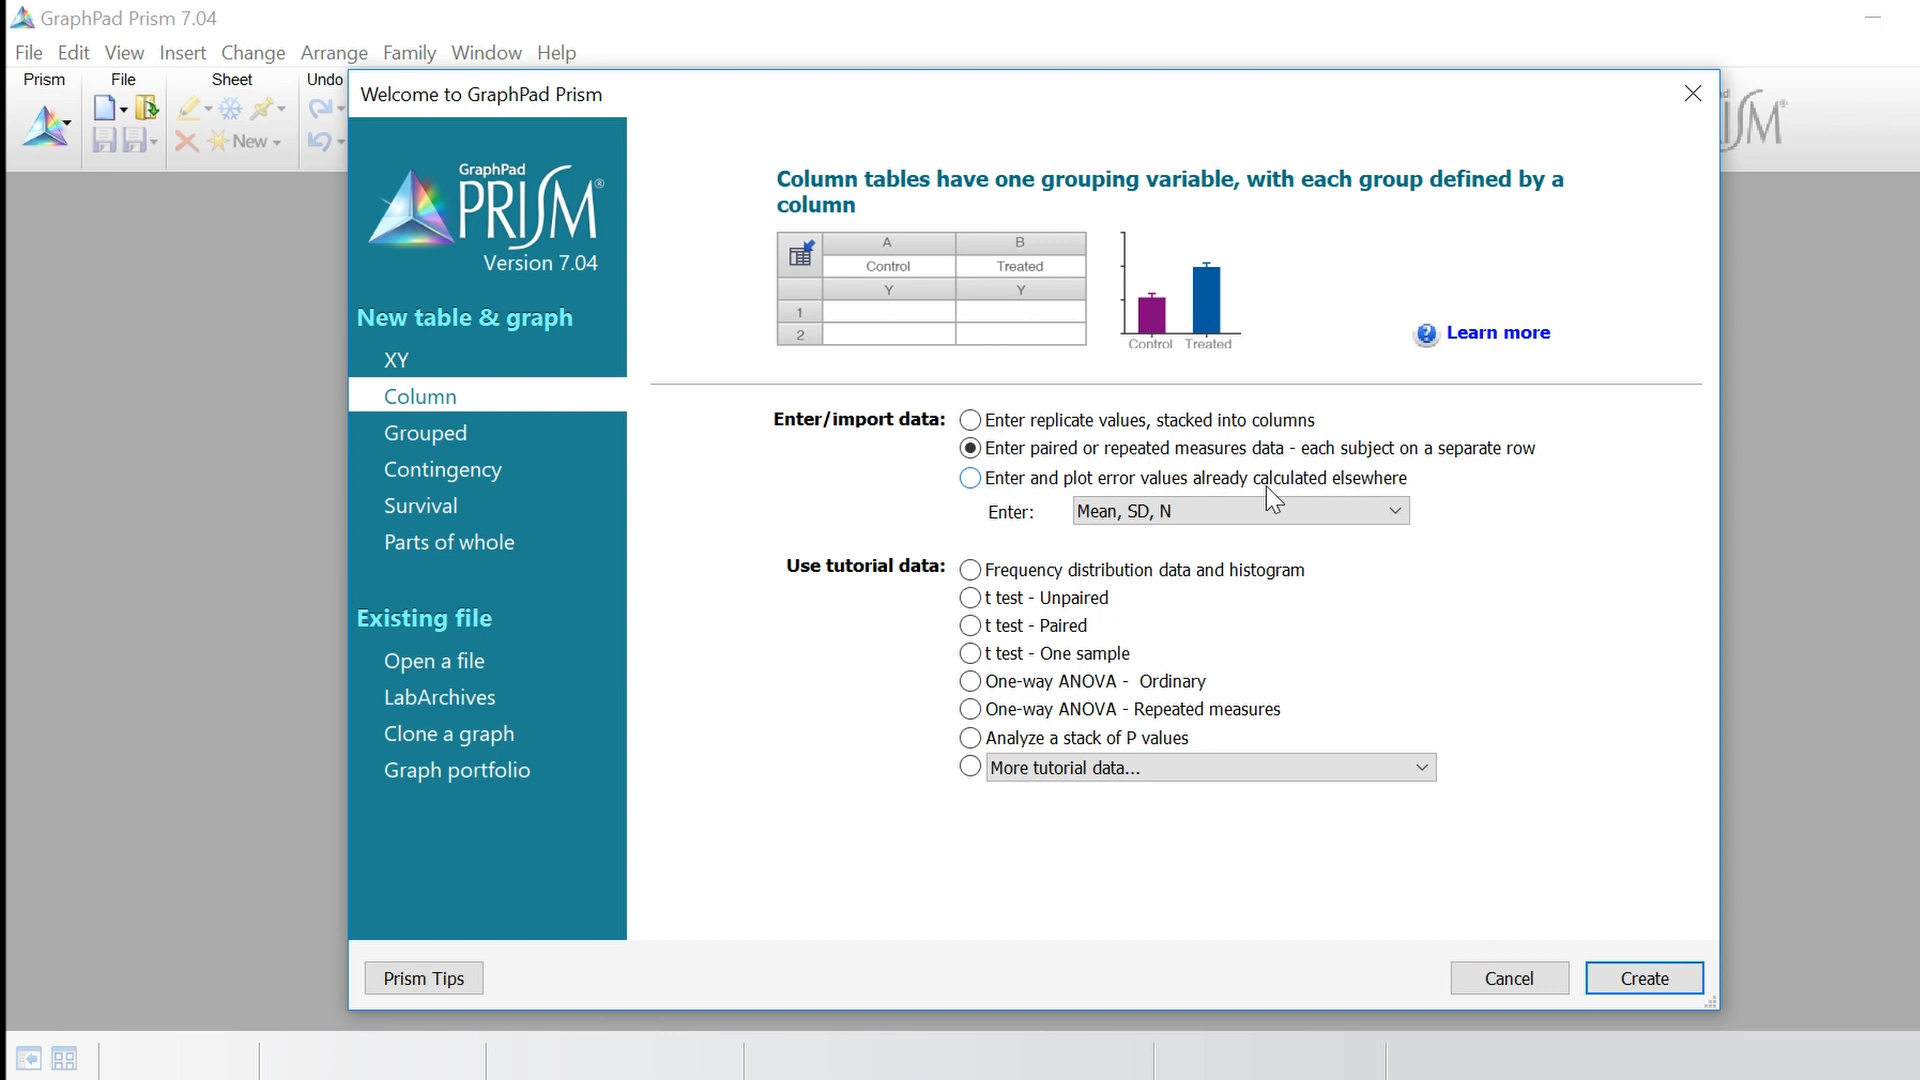 GraphPad Prism 7.04
File Edit View Insert Change Arrange Family Window Help
Prism File Sheet Undo
New
Welcome to GraphPad Prism
GraphPad
PRISM®
Version 7.04
New table & graph
XY
Column
Grouped
Contingency
Survival
Parts of whole
Existing file
Open a file
LabArchives
Clone a graph
Graph portfolio
Prism Tips
Column tables have one grouping variable, with each group defined by a
column
A B
Control Treated
Y Y
1
2
Control Treated
Learn more
Enter/import data: Enter replicate values, stacked into columns
Enter paired or repeated measures data - each subject on a separate row
Enter and plot error values already calculated elsewhere
Enter: Mean, SD, N
Use tutorial data: Frequency distribution data and histogram
t test - Unpaired
t test - Paired
t test - One sample
One-way ANOVA - Ordinary
One-way ANOVA - Repeated measures
Analyze a stack of P values
More tutorial data...
Cancel Create